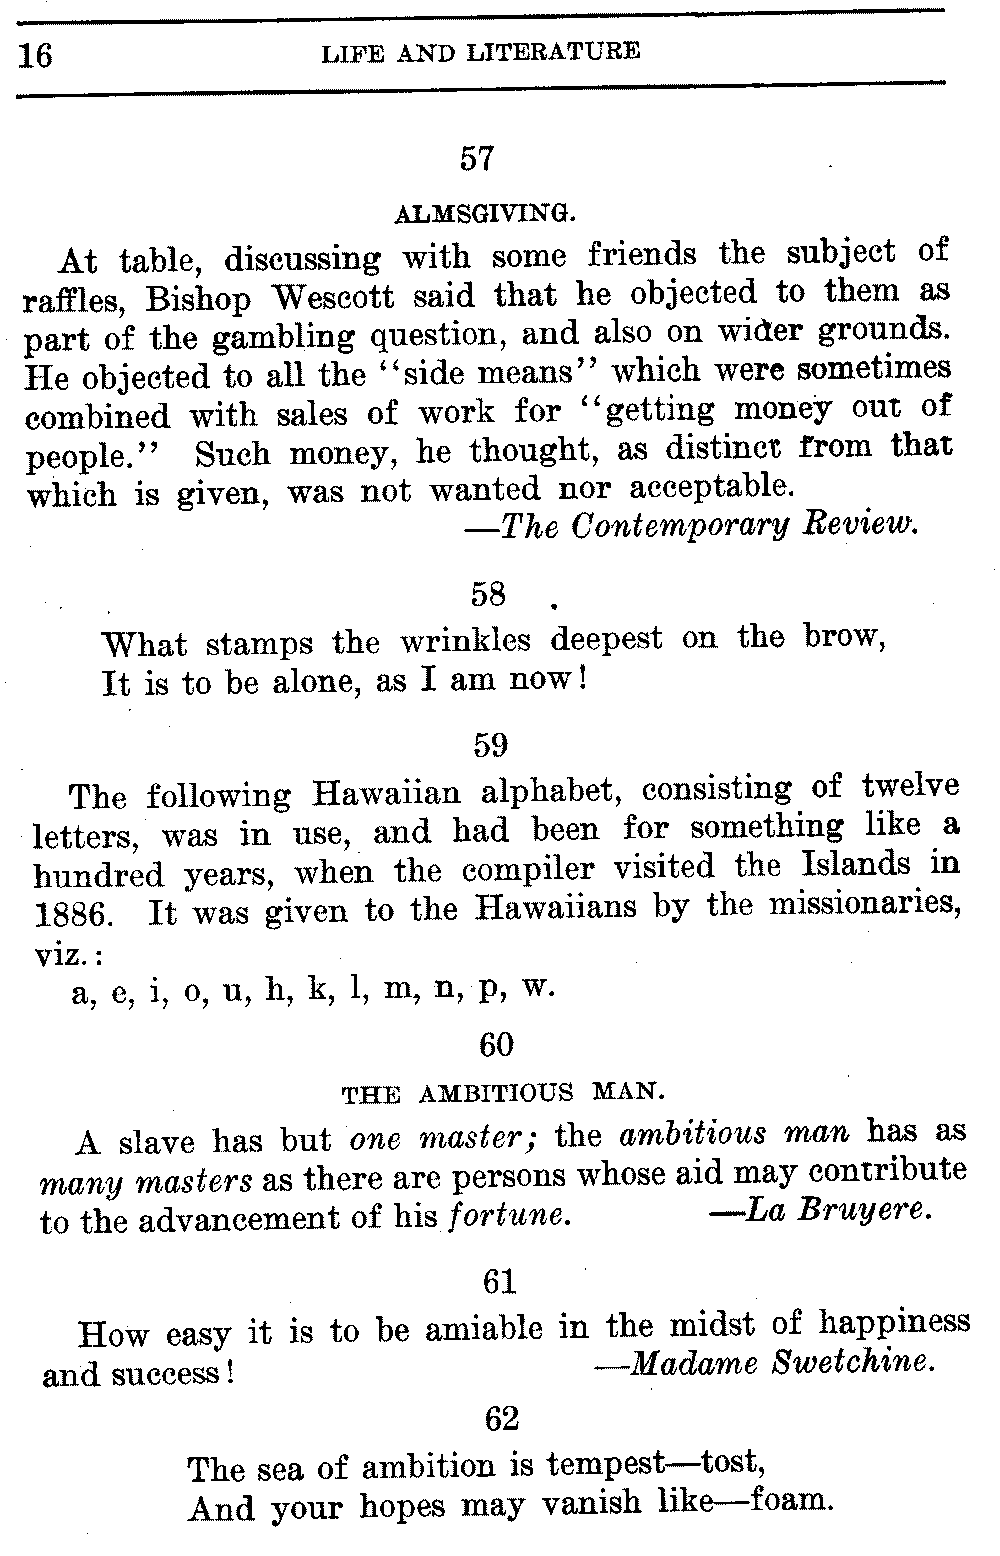 16 LIFE AND LITERATURE
57
ALMSGIVING.
At table, discussing with some friends the subject of
raffles, Bishop Wescott said that he objected to them as
part of the gambling question, and also on wider grounds.
He objected to all the "side means" which were sometimes
combined with sales of work for "getting money out of
people." Such money, he thought, as distinct from that
which is given, was not wanted nor acceptable.
—The Contemporary Review.
58
What stamps the wrinkles deepest on the brow,
It is to be alone, as I am now!
59
The following Hawaiian alphabet, consisting of twelve
letters, was in use, and had been for something like a
hundred years, when the compiler visited the Islands in
1886. It was given to the Hawaiians by the missionaries,
viz.:
a, e, i, o, u, h, k, l, m, n, p, w.
60
THE AMBITIOUS MAN.
A slave has but one master; the ambitious man has as
many masters as there are persons whose aid may contribute
to the advancement of his fortune. —La Bruyere.
61
How easy it is to be amiable in the midst of happiness
and success! —Madame Swetchine.
62
The sea of ambition is tempest—tost,
And your hopes may vanish like—foam.